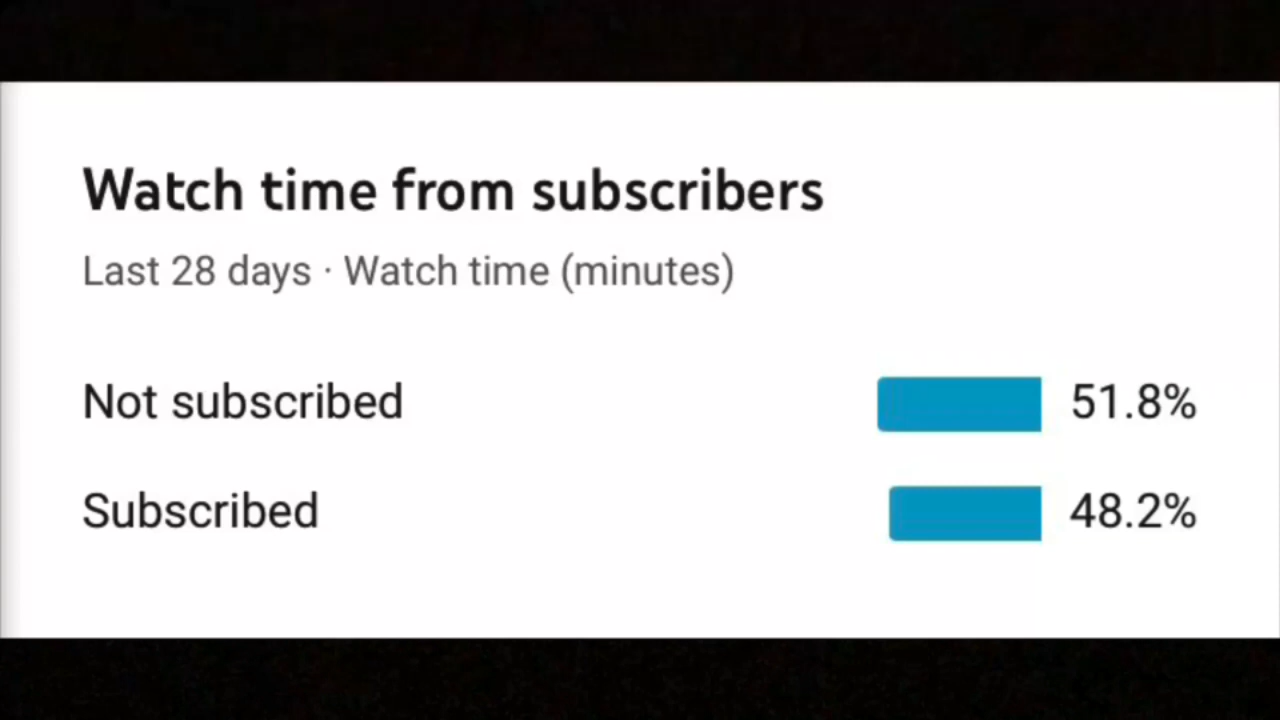 Watch time from subscribers
Last 28 days · Watch time (minutes)
Not subscribed 51.8%
Subscribed 48.2%